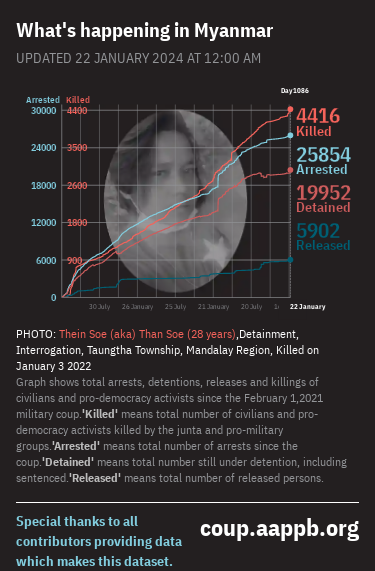 What's happening in Myanmar
UPDATED 22 JANUARY 2024 AT 12:00 AM
Day1086
Arrested Killed
30000 4400
24000 3500
18000 2600
12000 1800
6000 900
0
4416
Killed
25854
Arrested
19952
Detained
5902
Released
30 July 26 January 25 July 21 January 20 July 22 January
PHOTO: Thein Soe (aka) Than Soe (28 years),Detainment,
Interrogation, Taungtha Township, Mandalay Region, Killed on
January 3 2022
Graph shows total arrests, detentions, releases and killings of
civilians and pro-democracy activists since the February 1,2021
military coup.'Killed' means total number of civilians and pro-
democracy activists killed by the junta and pro-military
groups.'Arrested' means total number of arrests since the
coup.'Detained' means total number still under detention, including
sentenced.'Released' means total number of released persons.
Special thanks to all
contributors providing data
which makes this dataset.
coup.aappb.org